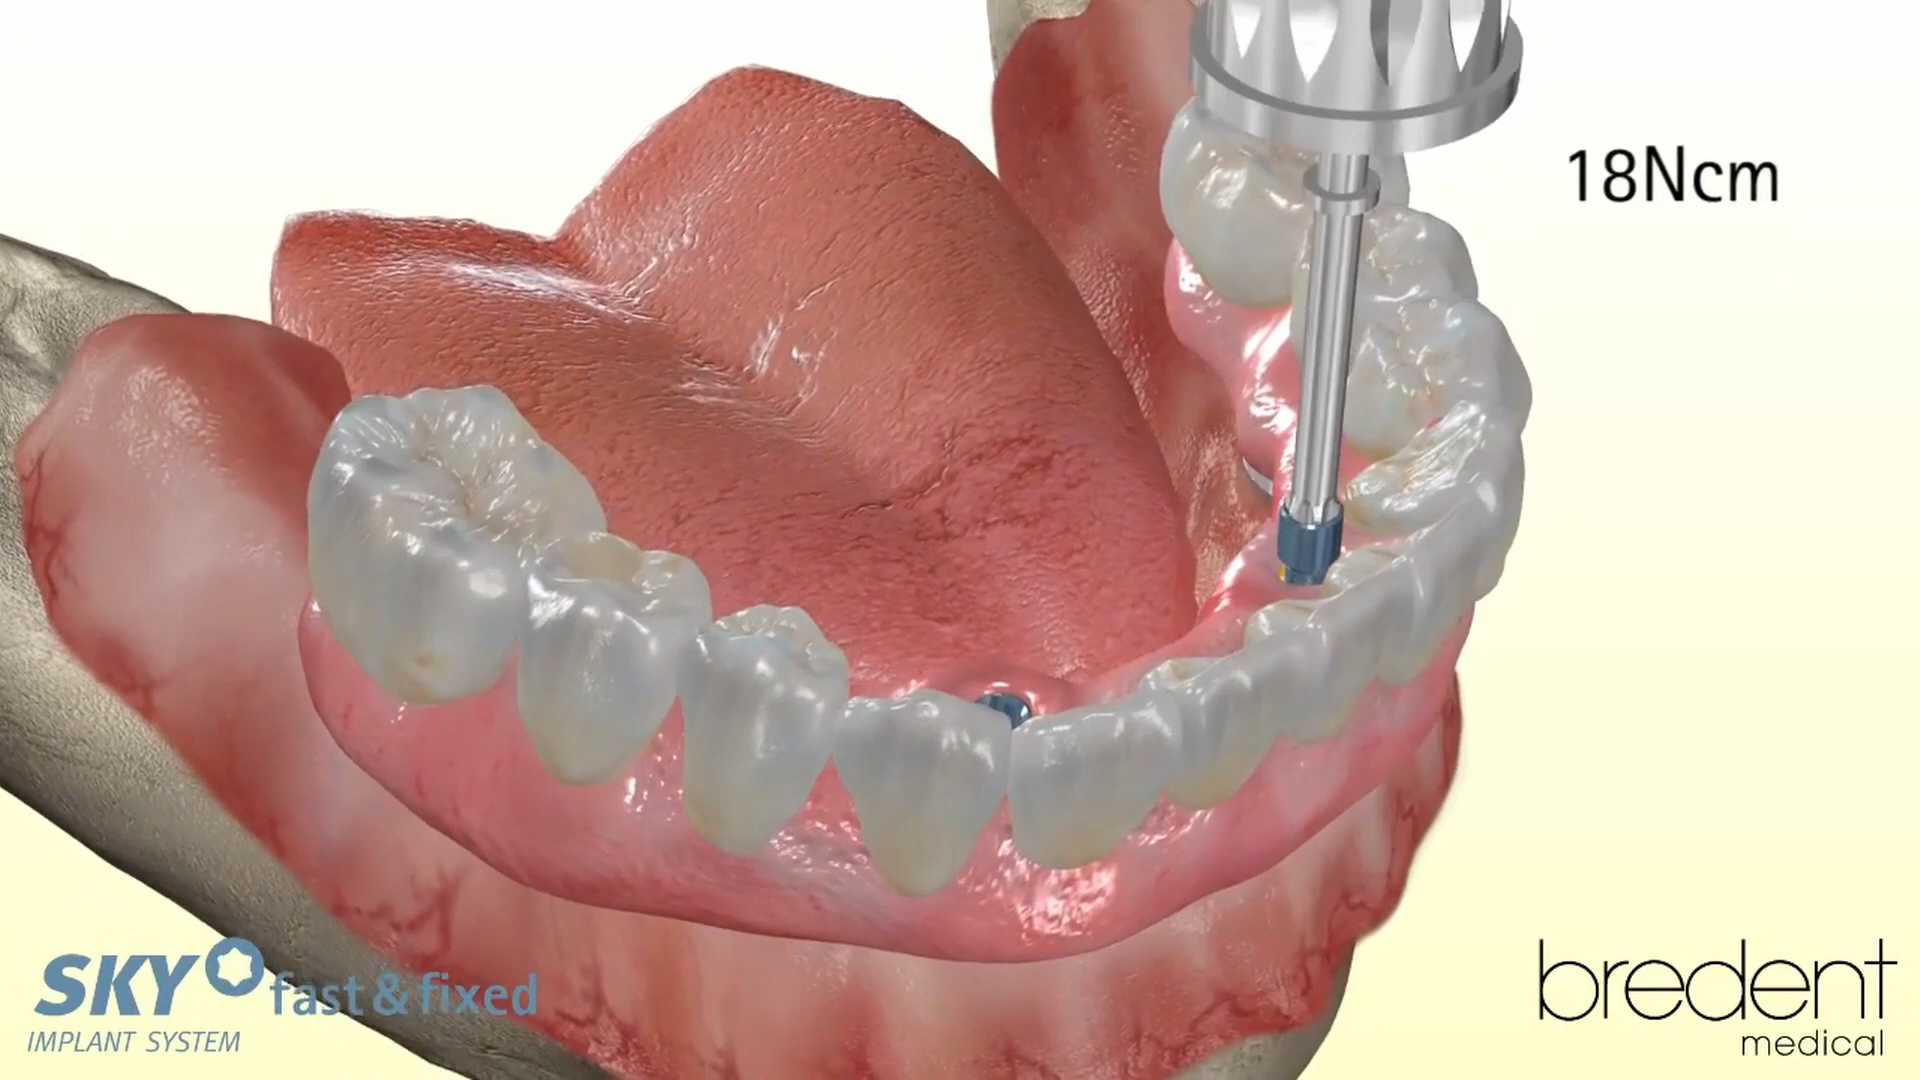 18Ncm
SKY fast & fixed
IMPLANT SYSTEM
bredent
medical